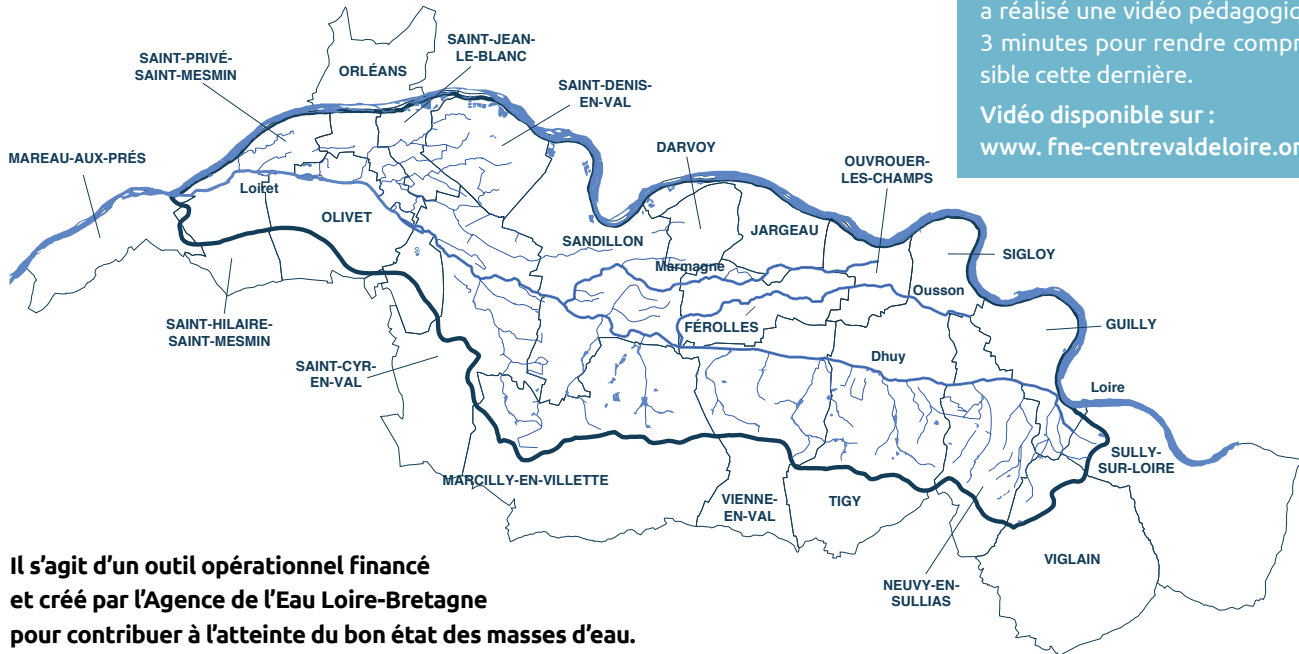 a réalisé une vidéo pédagogic
3 minutes pour rendre compr
sible cette dernière.
Vidéo disponible sur :
www. fne-centrevaldeloire.or
SAINT-JEAN-
LE-BLANC
SAINT-PRIVÉ-
SAINT-MESMIN
ORLÉANS
SAINT-DENIS-
EN-VAL
MAREAU-AUX-PRÉS
DARVOY
OUVROUER-
LES-CHAMPS
Loiret
OLIVET
SANDILLON
JARGEAU
SIGLOY
Marmagne
Ousson
SAINT-HILAIRE-
SAINT-MESMIN
FÉROLLES
GUILLY
SAINT-CYR-
EN-VAL
Dhuy
Loire
MARCILLY-EN-VILLETTE
SULLY-
SUR-LOIRE
VIENNE-
EN-VAL
TIGY
VIGLAIN
NEUVY-EN-
SULLIAS
Il s’agit d’un outil opérationnel financé
et créé par l’Agence de l’Eau Loire-Bretagne
pour contribuer à l’atteinte du bon état des masses d’eau.